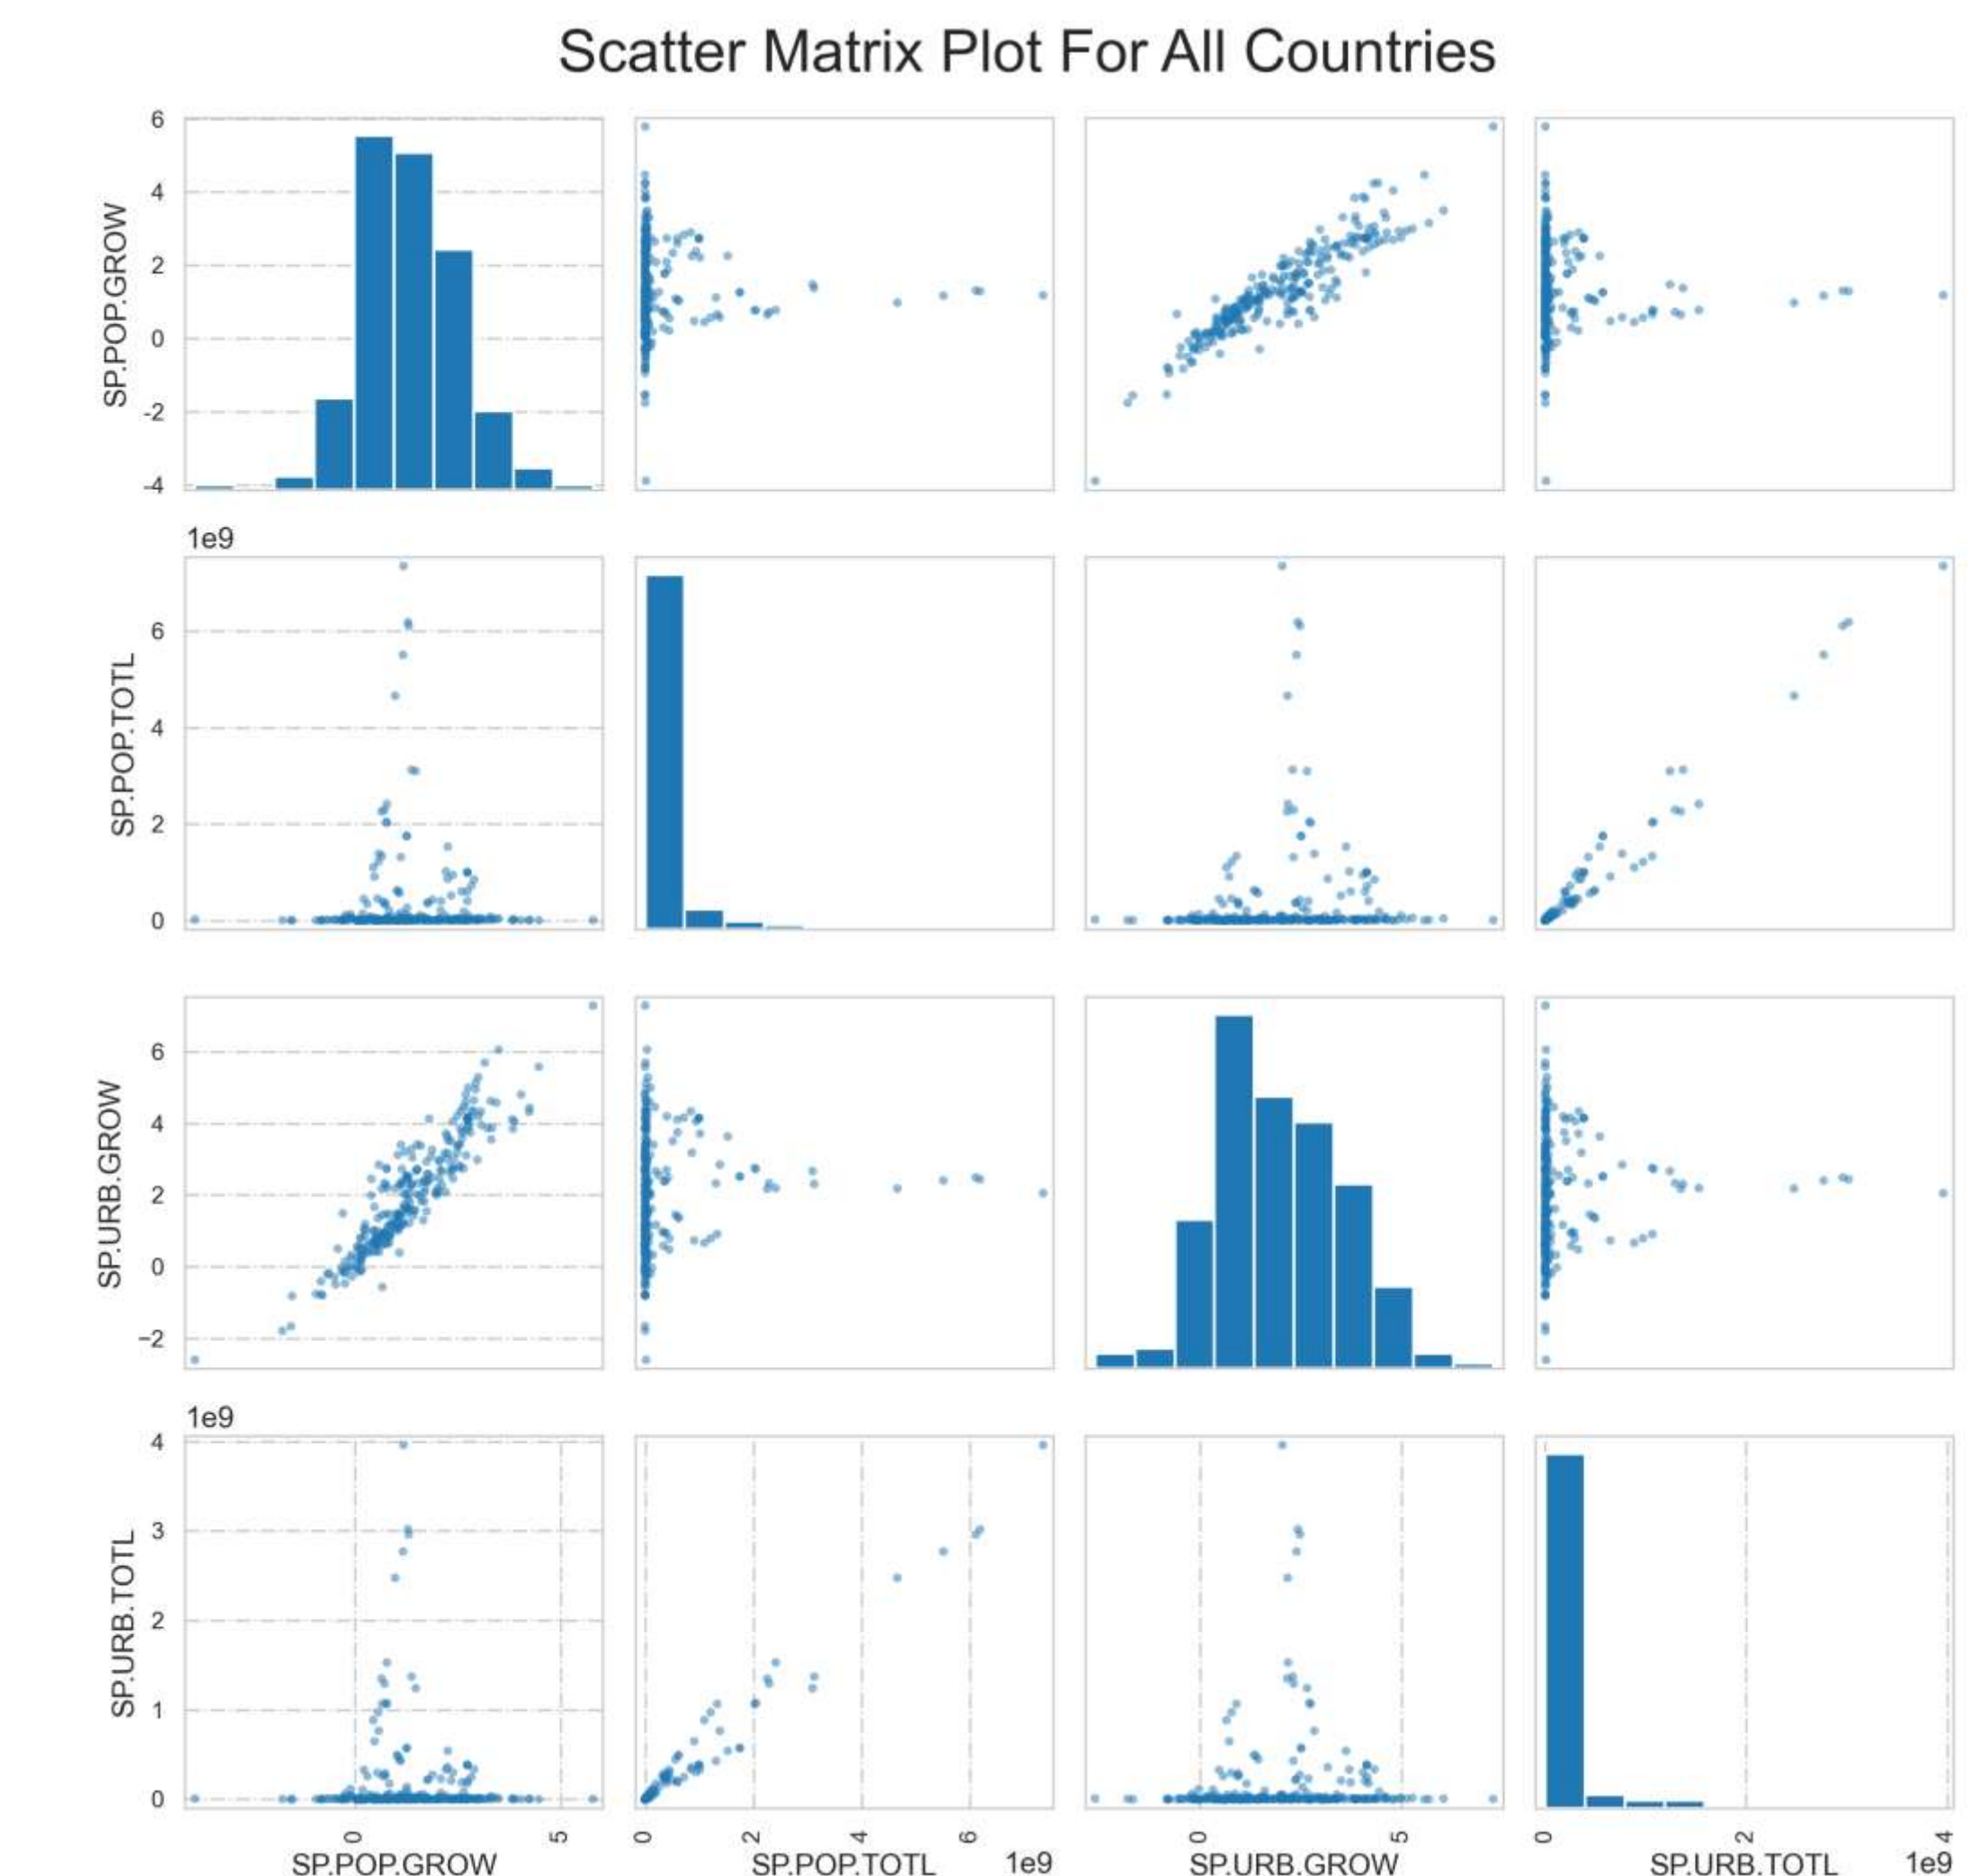 Scatter Matrix Plot For All Countries
SP.POP.GROW
6
4
2
0
-2
-4
1e9
SP.POP.TOTL
6
4
2
0
SP.URB.GROW
6
4
2
0
−2
1e9
SP.URB.TOTL
4
3
2
1
0
0 5 0 2 4 6 0 5 0 2 4
SP.POP.GROW SP.POP.TOTL 1e9 SP.URB.GROW SP.URB.TOTL 1e9